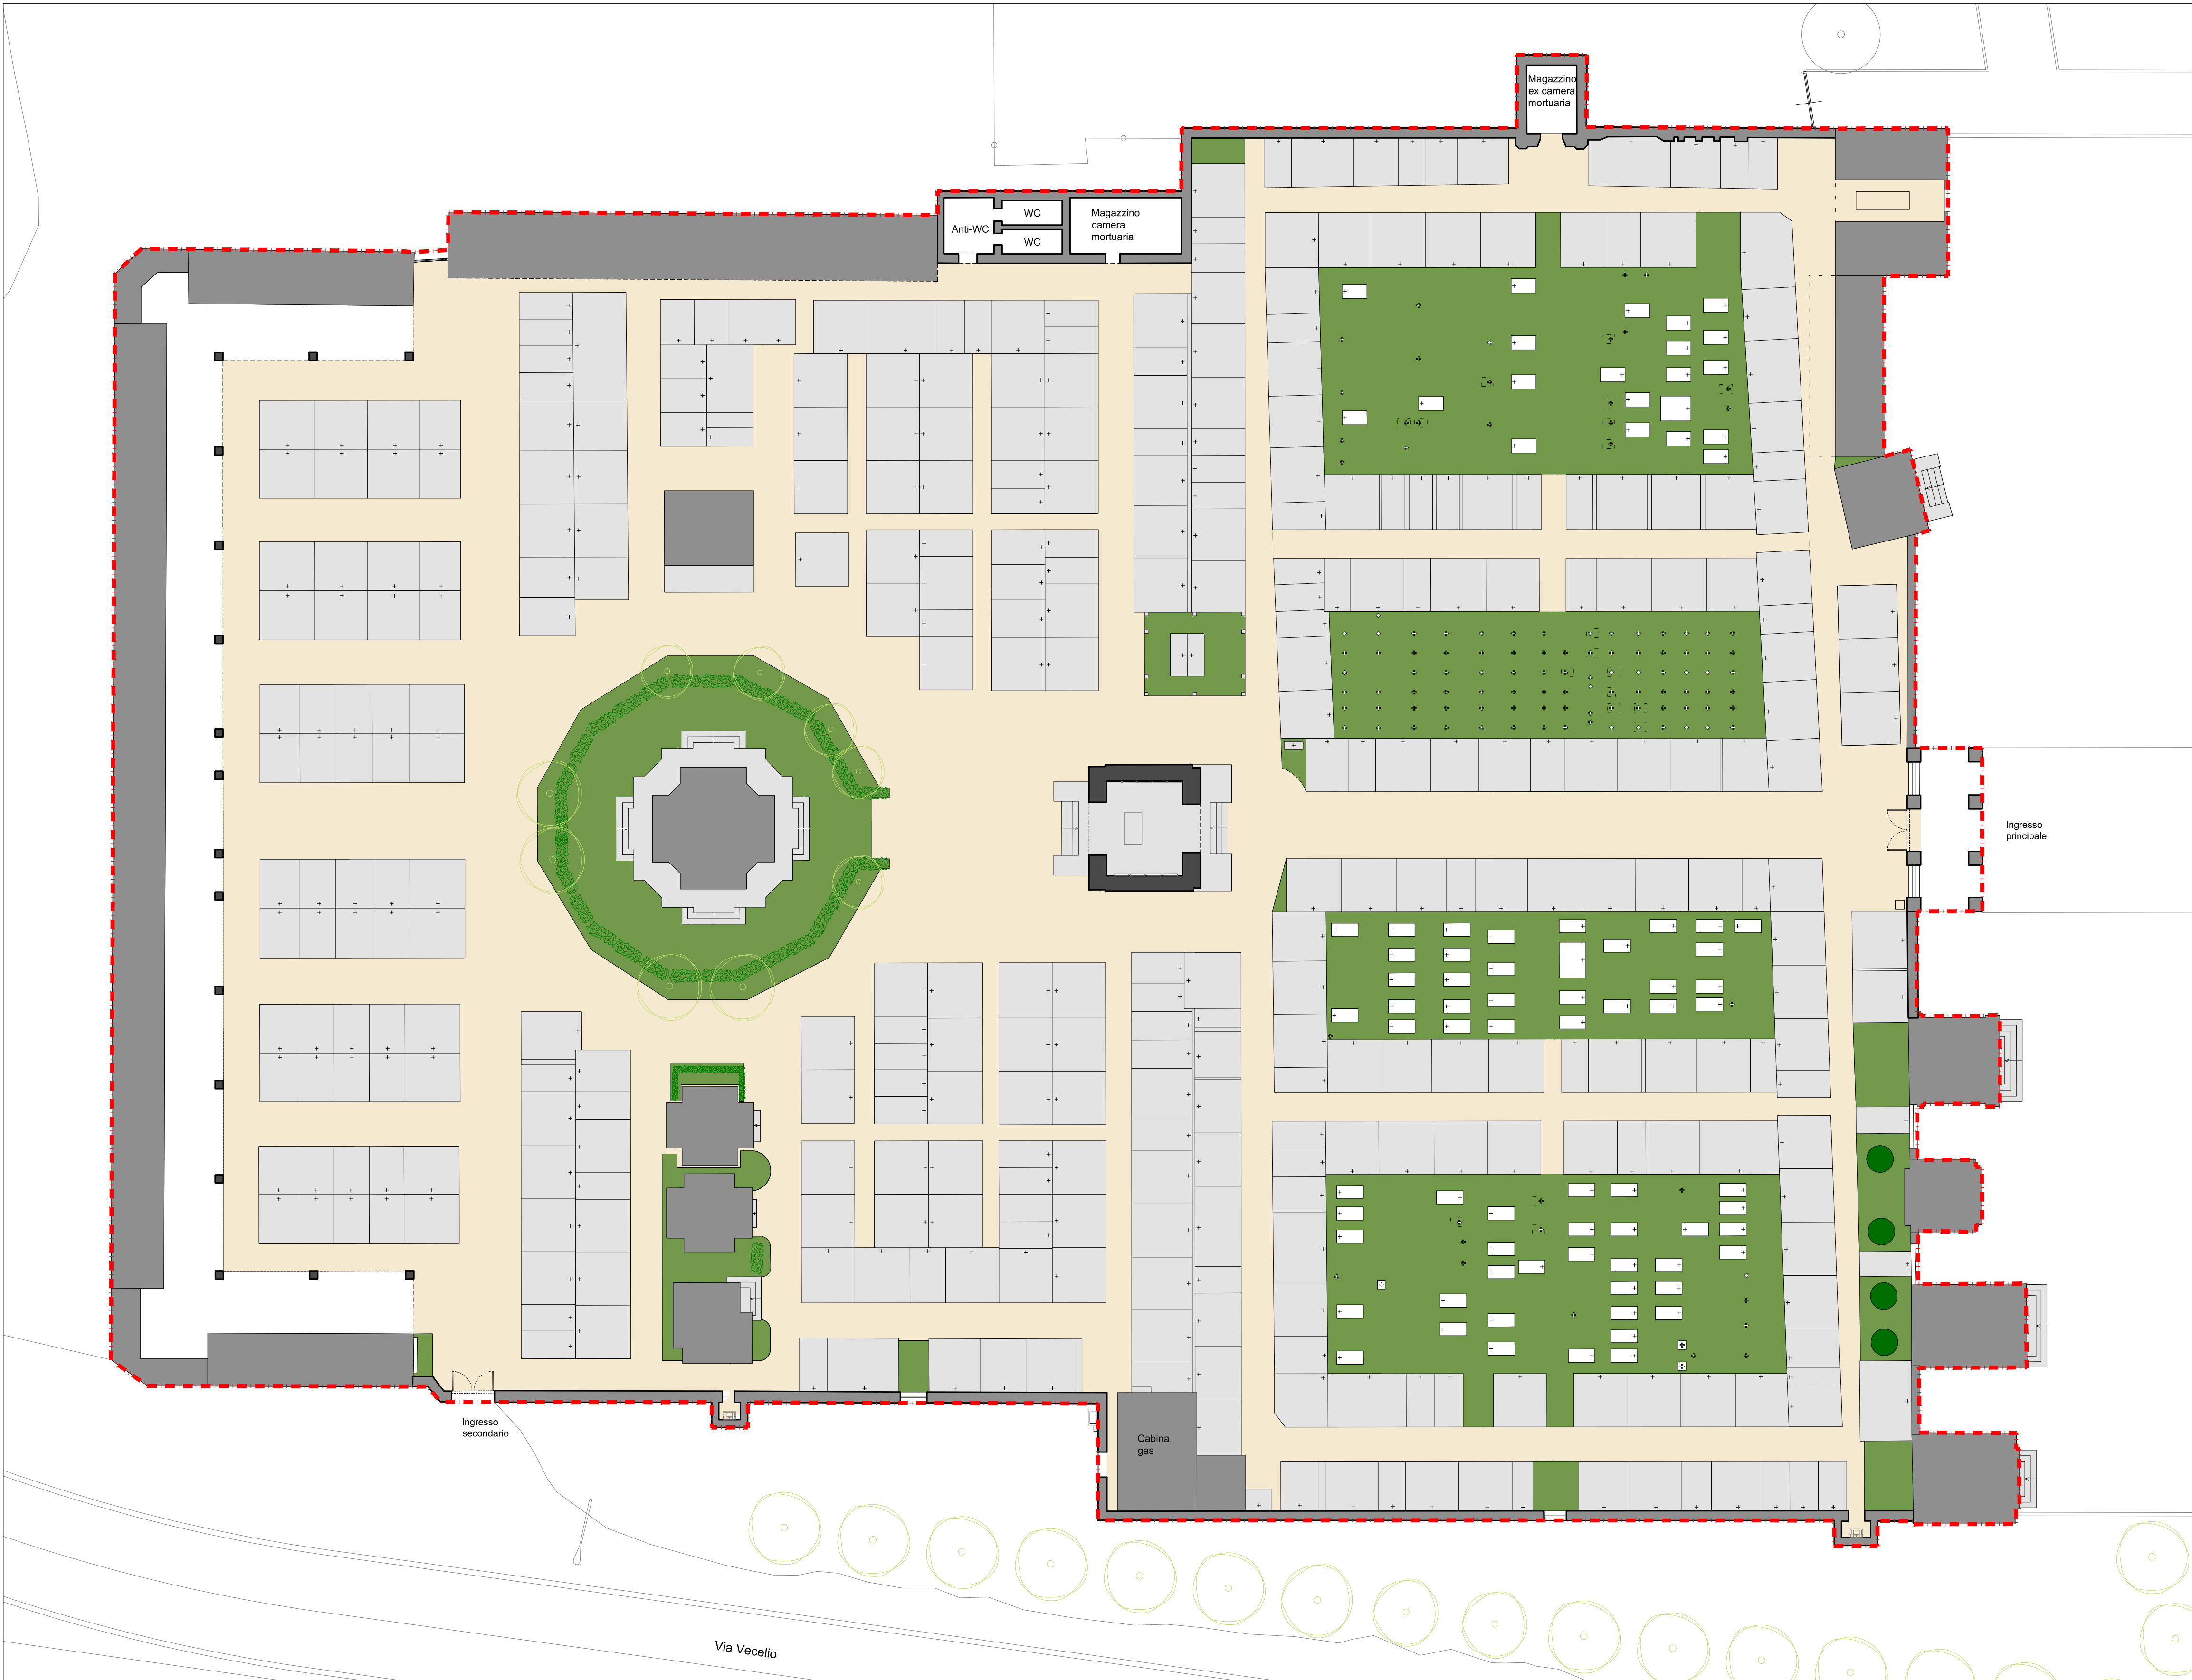 Magazzino
ex camera
mortuaria
Anti-WC
WC
WC
Magazzino
camera
mortuaria
Ingresso
principale
Ingresso
secondario
Cabina
gas
Via Vecelio